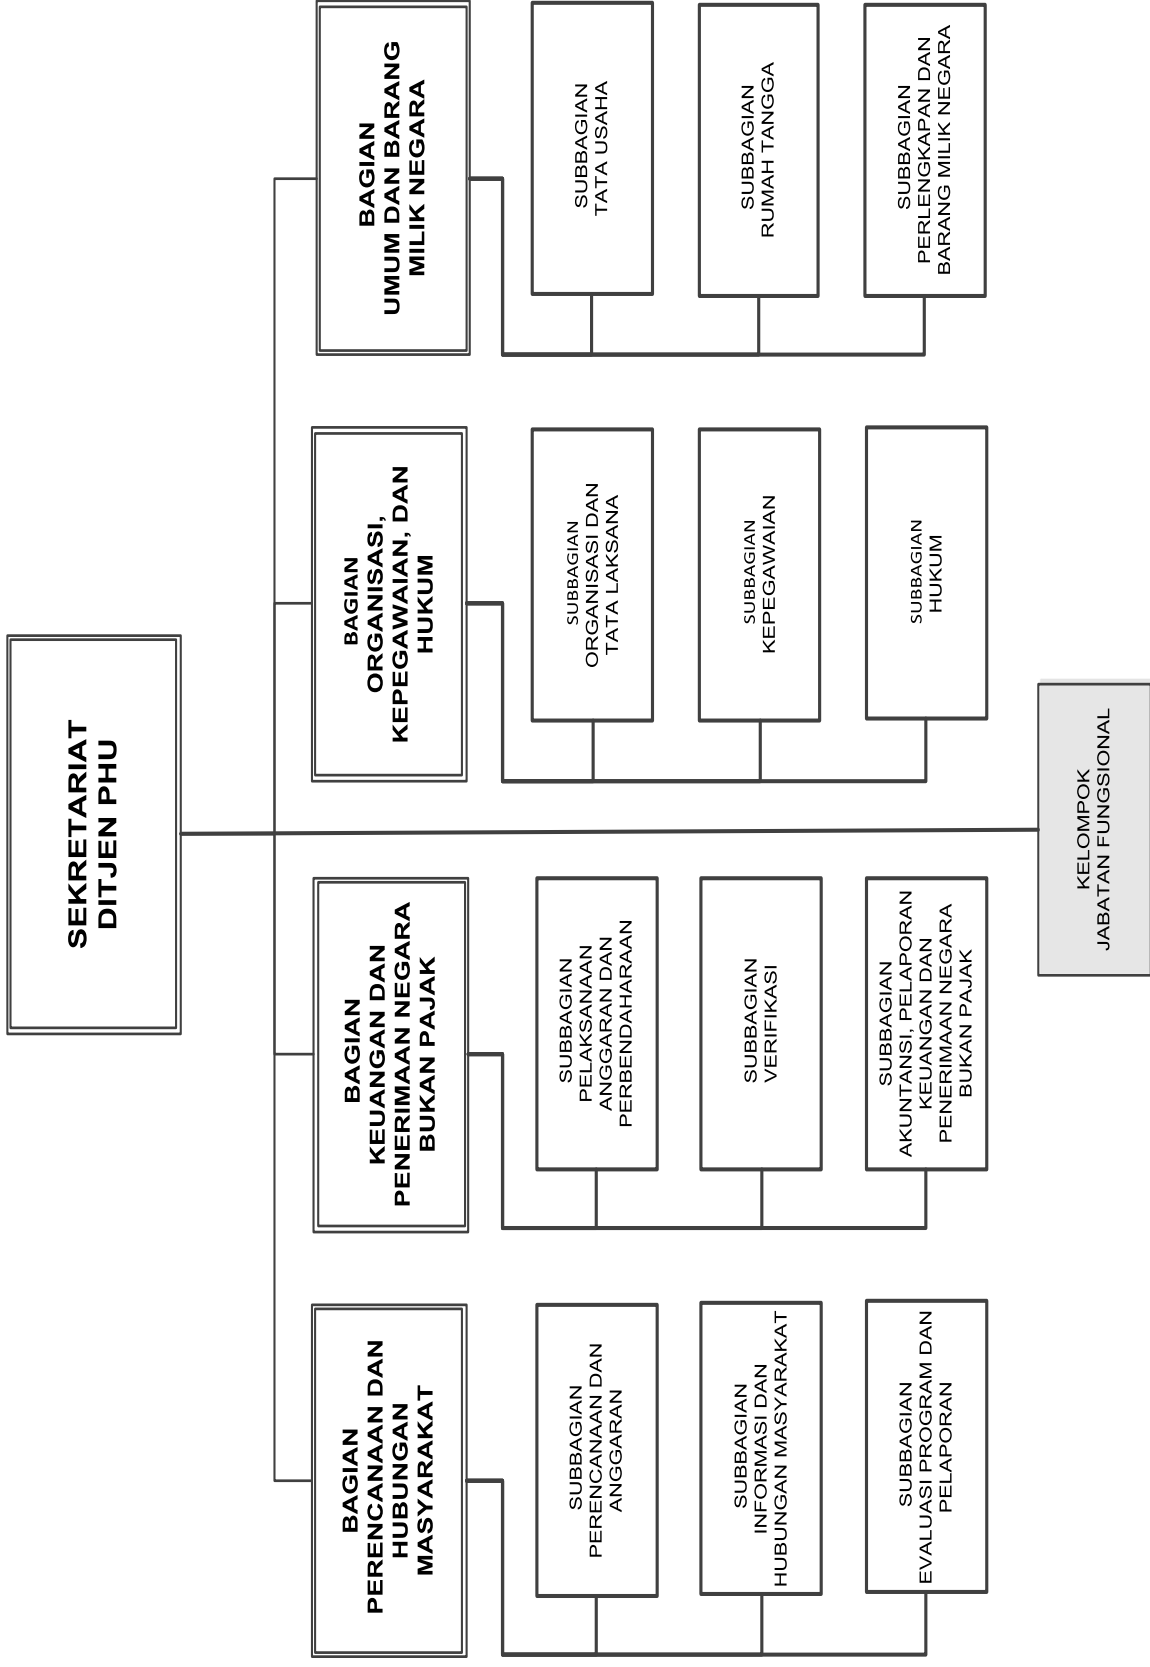 SEKRETARIAT
DITJEN PHU
BAGIAN
PERENCANAAN DAN
HUBUNGAN
MASYARAKAT
BAGIAN
KEUANGAN DAN
PENERIMAAN NEGARA
BUKAN PAJAK
BAGIAN
ORGANISASI,
KEPEGAWAIAN, DAN
HUKUM
BAGIAN
UMUM DAN BARANG
MILIK NEGARA
SUBBAGIAN
PERENCANAAN DAN
ANGGARAN
SUBBAGIAN
PELAKSANAAN
ANGGARAN DAN
PERBENDAHARAAN
SUBBAGIAN
ORGANISASI DAN
TATA LAKSANA
SUBBAGIAN
TATA USAHA
SUBBAGIAN
INFORMASI DAN
HUBUNGAN MASYARAKAT
SUBBAGIAN
VERIFIKASI
SUBBAGIAN
KEPEGAWAIAN
SUBBAGIAN
RUMAH TANGGA
SUBBAGIAN
EVALUASI PROGRAM DAN
PELAPORAN
SUBBAGIAN
AKUNTANSI, PELAPORAN
KEUANGAN DAN
PENERIMAAN NEGARA
BUKAN PAJAK
SUBBAGIAN
HUKUM
SUBBAGIAN
PERLENGKAPAN DAN
BARANG MILIK NEGARA
KELOMPOK
JABATAN FUNGSIONAL